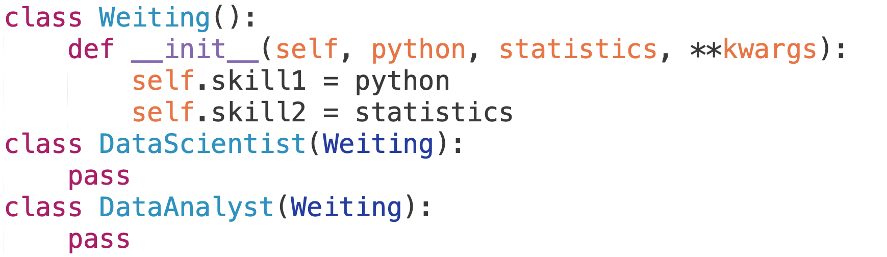 class Weiting():
    def __init__(self, python, statistics, **kwargs):
        self.skill1 = python
        self.skill2 = statistics
class DataScientist(Weiting):
    pass
class DataAnalyst(Weiting):
    pass